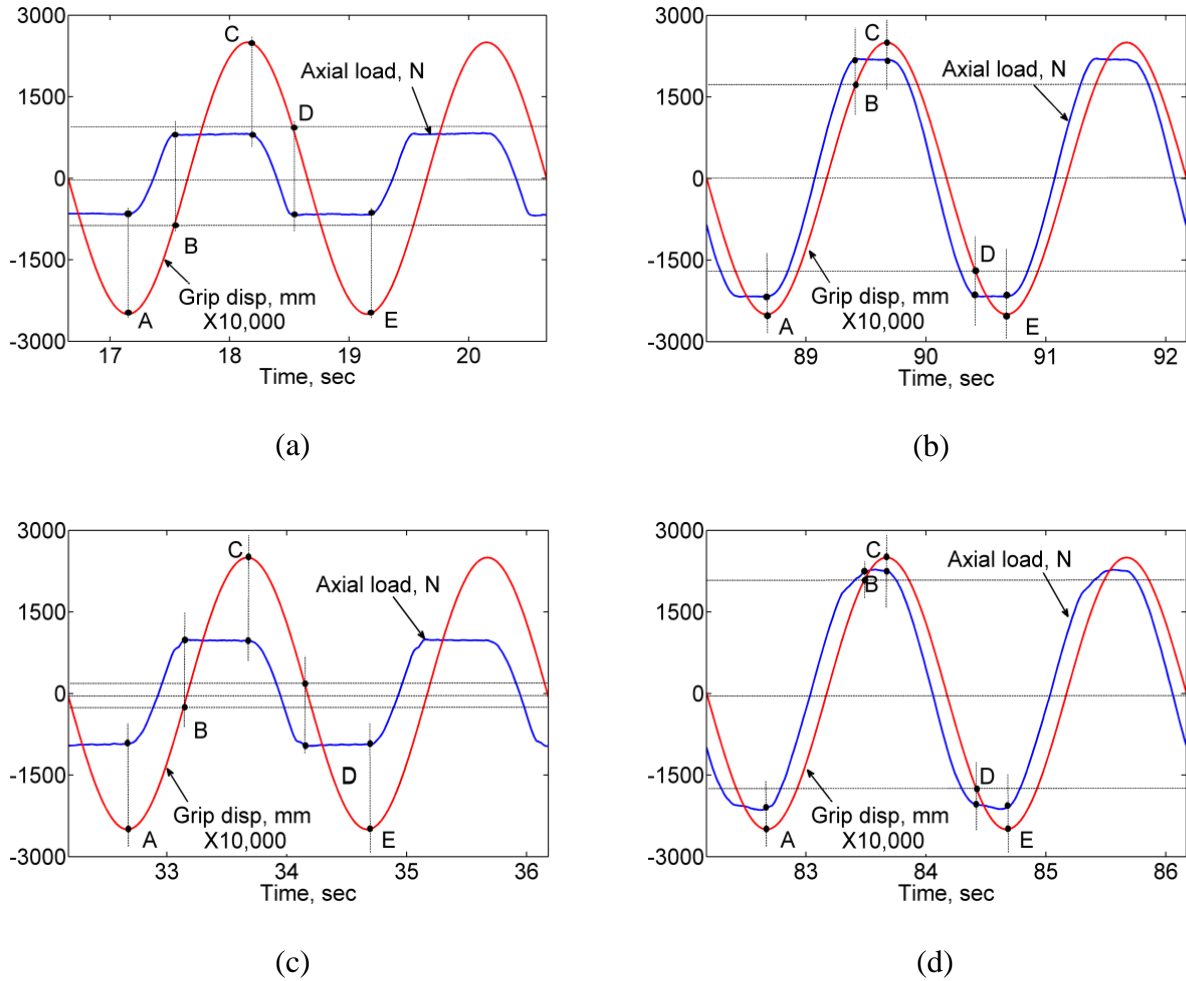 3000
1500
0
-1500
-3000
C
Axial load, N
D
B
Grip disp, mm
X10,000
A
E
17 18 19 20
Time, sec
(a)
3000
1500
0
-1500
-3000
C
Axial load, N
B
D
Grip disp, mm
X10,000
A
E
89 90 91 92
Time, sec
(b)
3000
1500
0
-1500
-3000
C
Axial load, N
B
D
Grip disp, mm
X10,000
A
E
33 34 35 36
Time, sec
(c)
3000
1500
0
-1500
-3000
C
Axial load, N
B
D
Grip disp, mm
X10,000
A
E
83 84 85 86
Time, sec
(d)